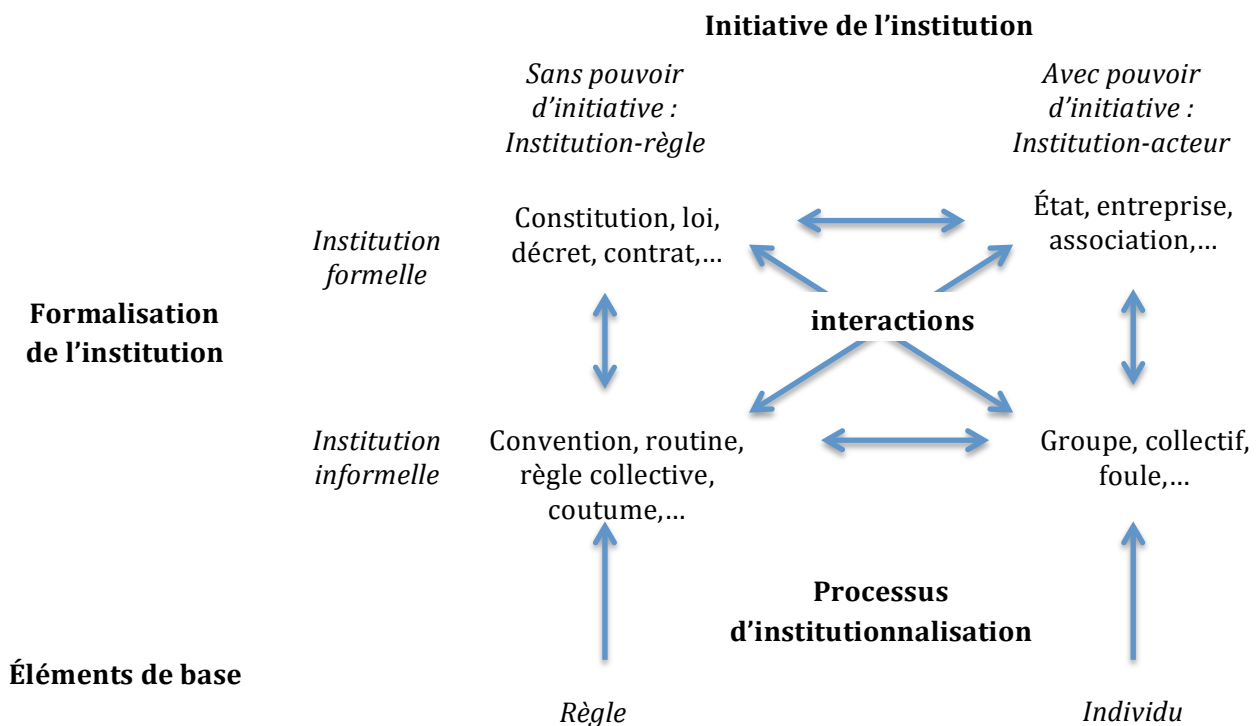 Initiative de l’institution
Sans pouvoir
d’initiative :
Institution-règle
Avec pouvoir
d’initiative :
Institution-acteur
Formalisation
de l’institution
Institution
formelle
Constitution, loi,
décret, contrat,…
État, entreprise,
association,…
interactions
Institution
informelle
Convention, routine,
règle collective,
coutume,…
Groupe, collectif,
foule,…
Processus
d’institutionnalisation
Éléments de base
Règle
Individu